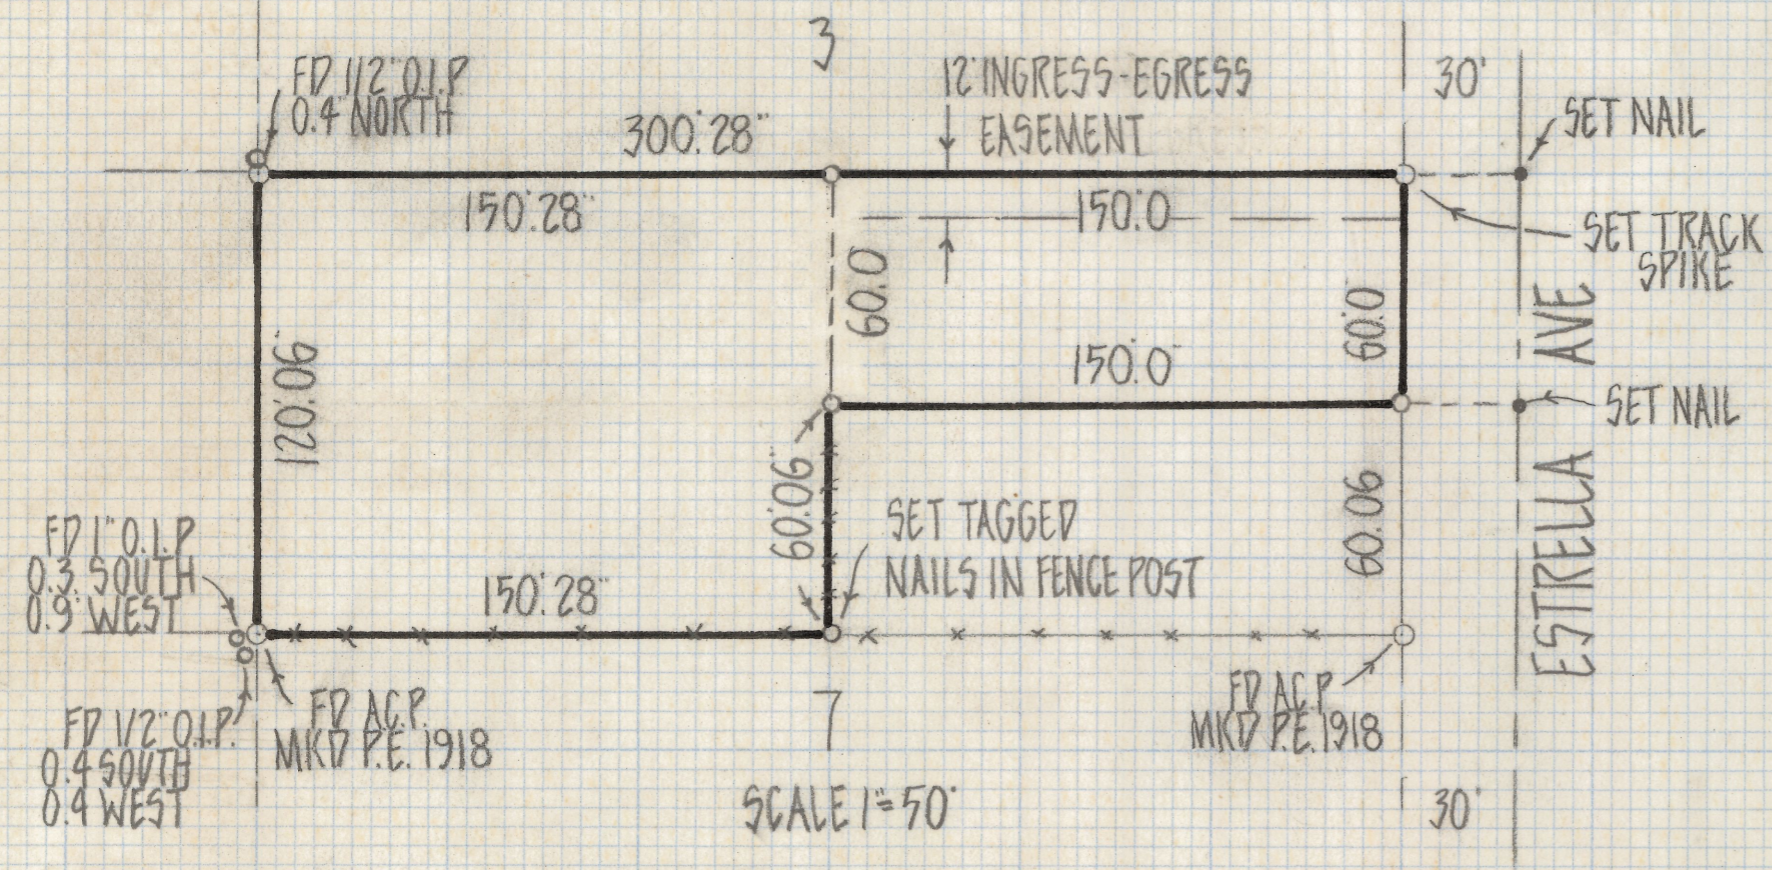 3
FD 1/2" O.I.P
0.4' NORTH
300'.28"
12' INGRESS-EGRESS
EASEMENT
30'
SET NAIL
150'.28"
150'.0
SET TRACK
SPIKE
60.0
60.0
120'.06
150'.0"
AVE
SET NAIL
ESTRELLA
60.06
60.06
SET TAGGED
NAILS IN FENCE POST
FD 1" O.I.P
0.3' SOUTH
0.9' WEST
150'.28"
FD 1/2" O.I.P.
0.4 SOUTH
0.4 WEST
FD A.C.P.
MKD P.E. 1918
7
FD A.C.P.
MKD P.E. 1918
SCALE 1"=50'
30'